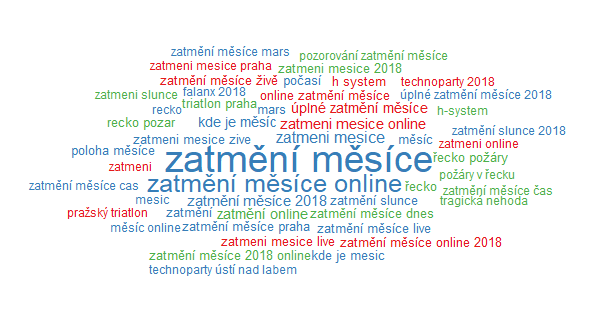 zatmění měsíce mars
pozorování zatmění měsíce
zatmeni mesice praha
zatmeni mesice 2018
zatmění měsíce živě
počasí
h system
technoparty 2018
zatmeni slunce
falanx 2018
online zatmění měsíce
úplné zatmění měsíce 2018
recko
triatlon praha
mars
úplné zatmění měsíce
h-system
recko pozar
kde je měsíc
zatmeni mesice online
zatmění slunce 2018
zatmeni mesice zive
zatmeni mesice
měsíc
zatmeni online
poloha měsíce
zatmění měsíce
řecko požáry
zatmeni
požáry v řecku
zatmění měsíce cas
zatmění měsíce online
řecko
zatmění měsíce čas
mesic
zatmění měsíce 2018
zatmění slunce
tragická nehoda
pražský triatlon
zatmění
zatmění online
zatmění měsíce dnes
měsíc online
zatmění měsíce praha
zatmění měsíce live
zatmeni mesice live
zatmění měsíce online 2018
zatmění měsíce 2018 online
kde je mesic
technoparty ústí nad labem